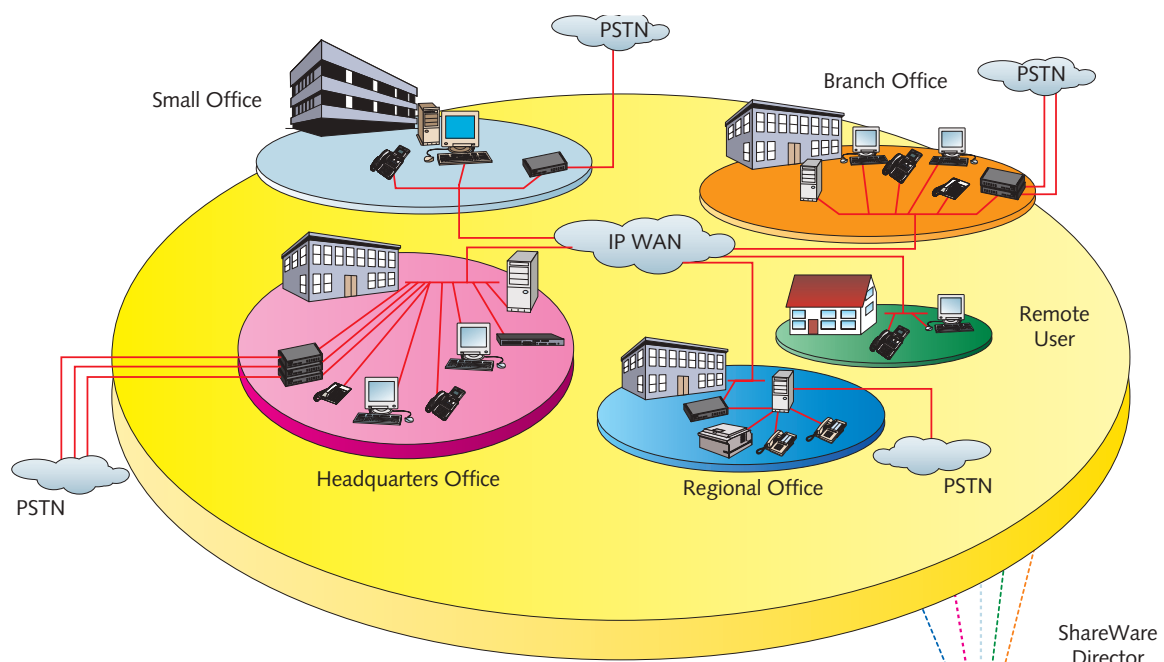 PSTN
Small Office
Branch Office
PSTN
IP WAN
Remote
User
Headquarters Office
Regional Office
PSTN
PSTN
ShareWare
Director